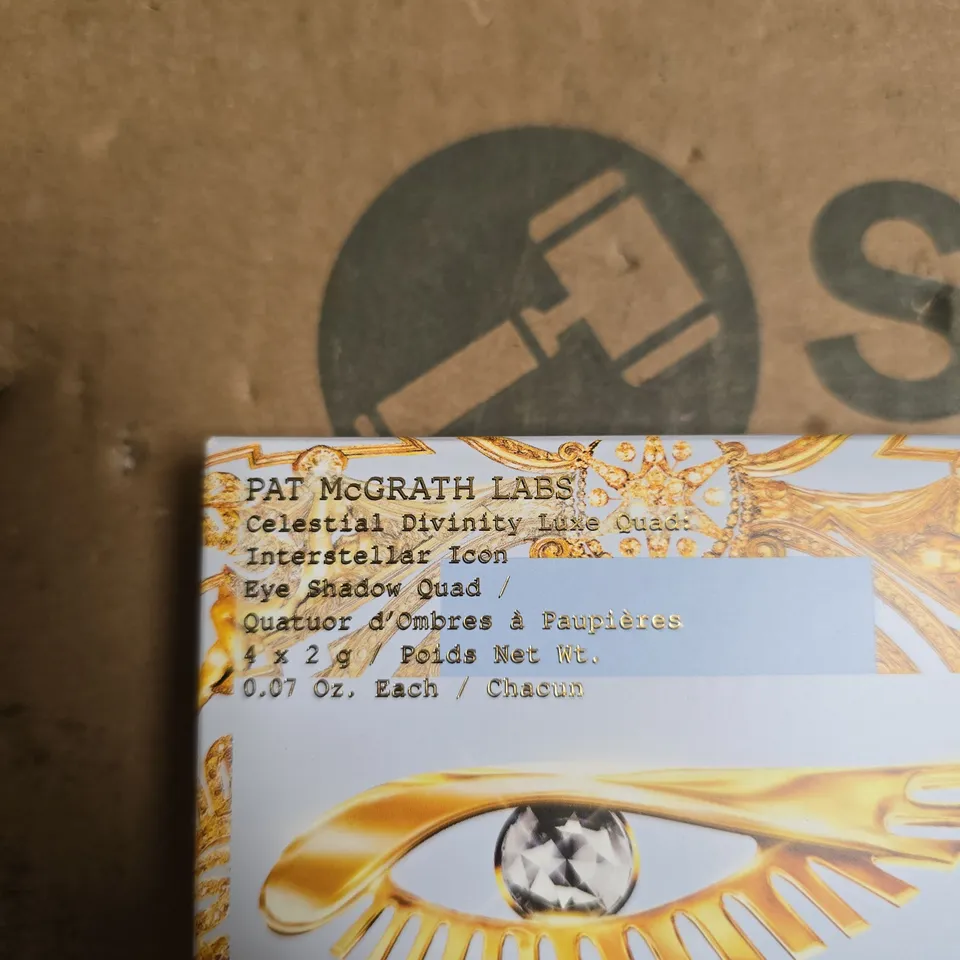 S
PAT McGRATH LABS
Celestial Divinity Luxe Quad:
Interstellar Icon
Eye Shadow Quad /
Quatuor d'Ombres à Paupières
4 x 2 g / Poids Net Wt.
0.07 Oz. Each / Chacun